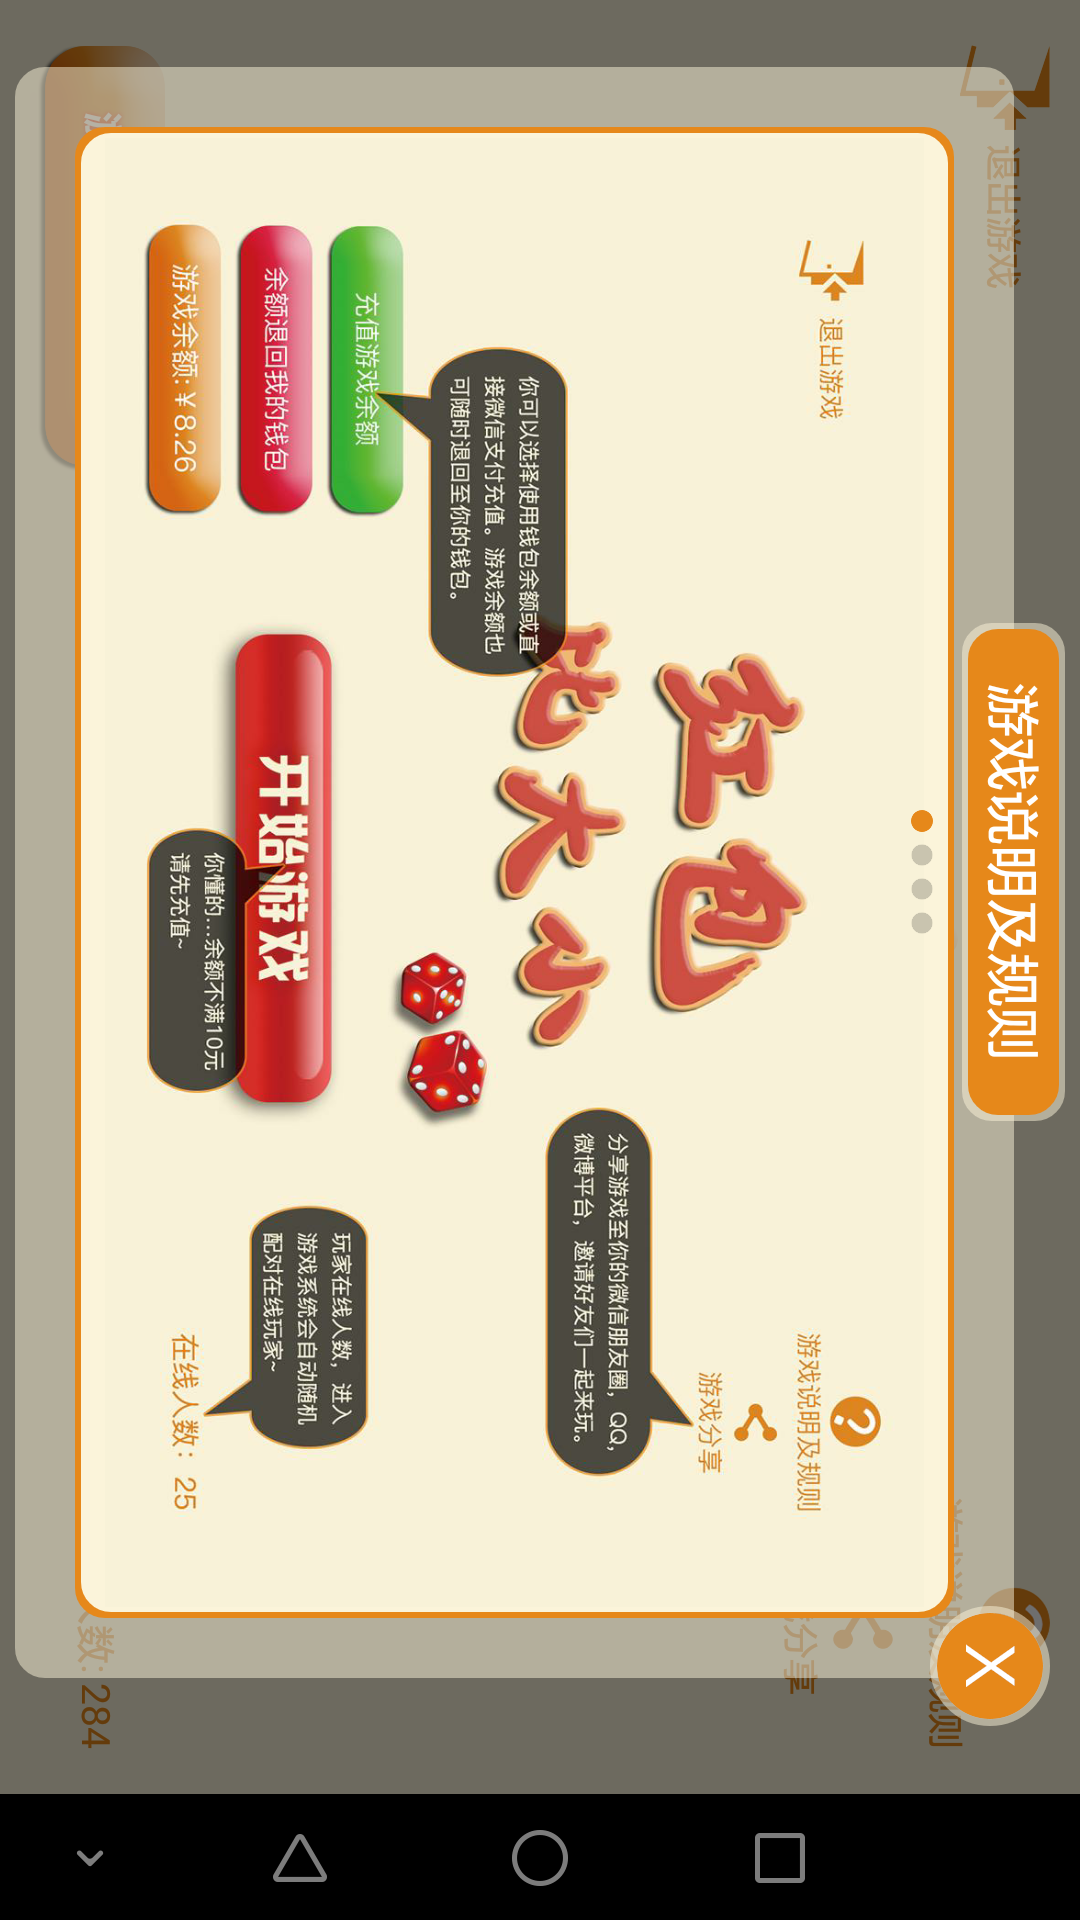 游戏说明及规则
X
退出游戏
退出游戏
游戏说明及规则
游戏分享
红包
比大小
分享游戏至你的微信朋友圈，QQ，
微博平台，邀请好友们一起来玩。
你可以选择使用钱包余额或直
接微信支付充值。游戏余额也
可随时退回至你的钱包。
充值游戏余额
余额退回我的钱包
游戏余额:￥8.26
开始游戏
你懂的...余额不满10元
请先充值~
玩家在线人数，进入
游戏系统会自动随机
配对在线玩家~
在线人数：25
分享
规则
数:284